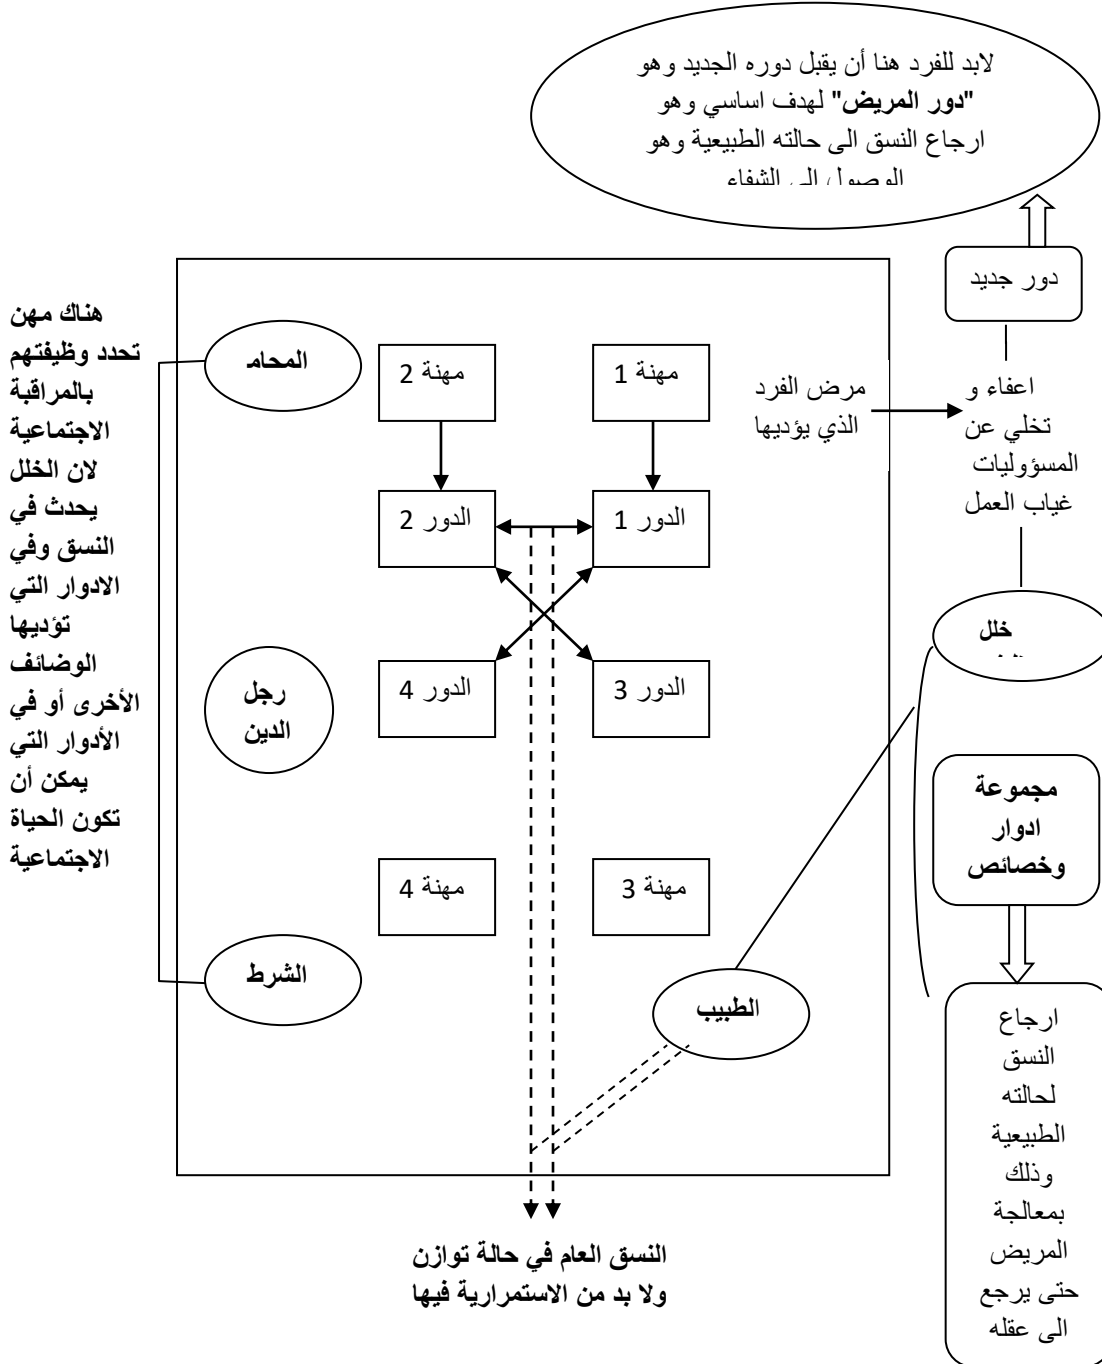 لابد للفرد هنا أن يقبل دوره الجديد وهو
"دور المريض" لهدف اساسي وهو
ارجاع النسق الى حالته الطبيعية وهو
الوصول الى الشفاء
دور جديد
هناك مهن
تحدد وظيفتهم
بالمراقبة
الاجتماعية
لان الخلل
يحدث في
النسق وفي
الادوار التي
تؤديها
الوضائف
الأخرى أو في
الأدوار التي
يمكن أن
تكون الحياة
الاجتماعية
المحامـ
مهنة 2
مهنة 1
مرض الفرد
الذي يؤديها
اعفاء و
تخلي عن
المسؤوليات
غياب العمل
الدور 2
الدور 1
خلل
رجل
الدين
الدور 4
الدور 3
مجموعة
ادوار
وخصائص
مهنة 4
مهنة 3
الشرط
الطبيب
ارجاع
النسق
لحالته
الطبيعية
وذلك
بمعالجة
المريض
حتى يرجع
الى عقله
النسق العام في حالة توازن
ولا بد من الاستمرارية فيها